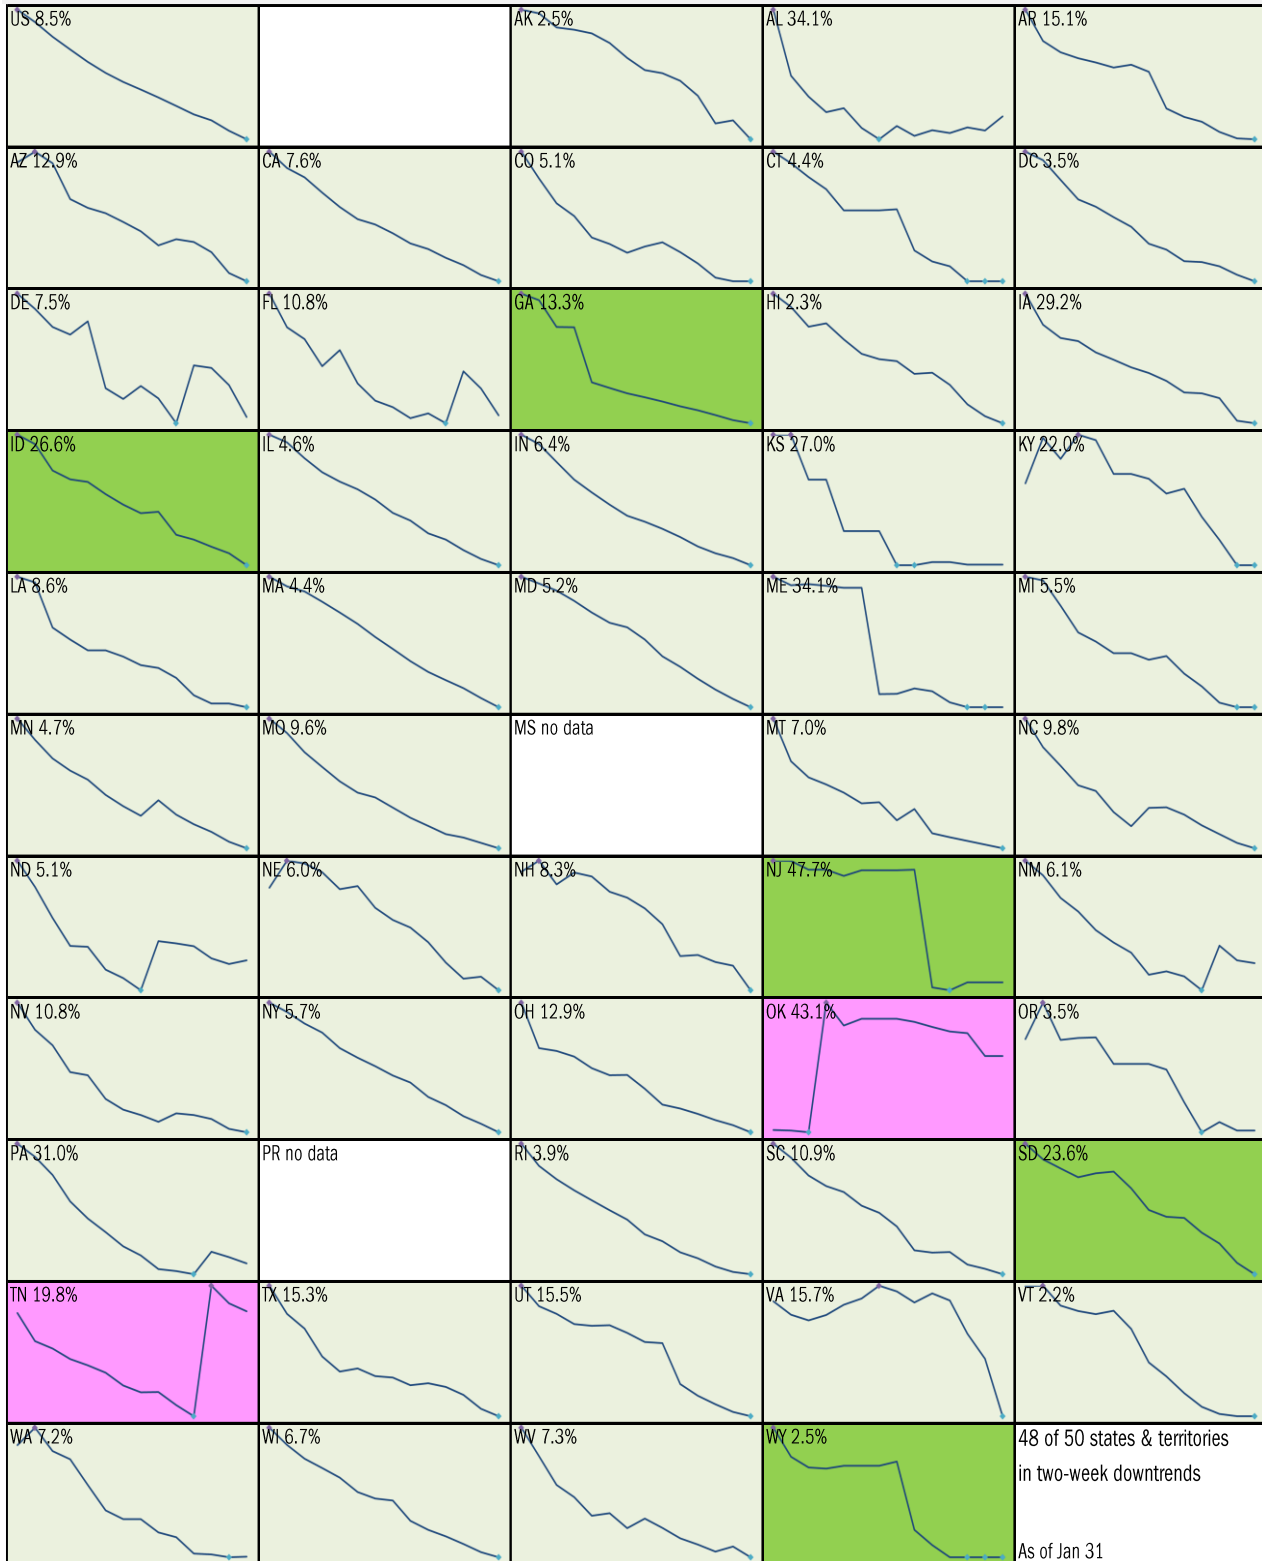 US 8.5%
AK 2.5%
AL 34.1%
AR 15.1%
AZ 12.9%
CA 7.6%
CO 5.1%
CT 4.4%
DC 3.5%
DE 7.5%
FL 10.8%
GA 13.3%
HI 2.3%
IA 29.2%
ID 26.6%
IL 4.6%
IN 6.4%
KS 27.0%
KY 22.0%
LA 8.6%
MA 4.4%
MD 5.2%
ME 34.1%
MI 5.5%
MN 4.7%
MO 9.6%
MS no data
MT 7.0%
NC 9.8%
ND 5.1%
NE 6.0%
NH 8.3%
NJ 47.7%
NM 6.1%
NV 10.8%
NY 5.7%
OH 12.9%
OK 43.1%
OR 3.5%
PA 31.0%
PR no data
RI 3.9%
SC 10.9%
SD 23.6%
TN 19.8%
TX 15.3%
UT 15.5%
VA 15.7%
VT 2.2%
WA 7.2%
WI 6.7%
WV 7.3%
WY 2.5%
48 of 50 states & territories
in two-week downtrends
As of Jan 31